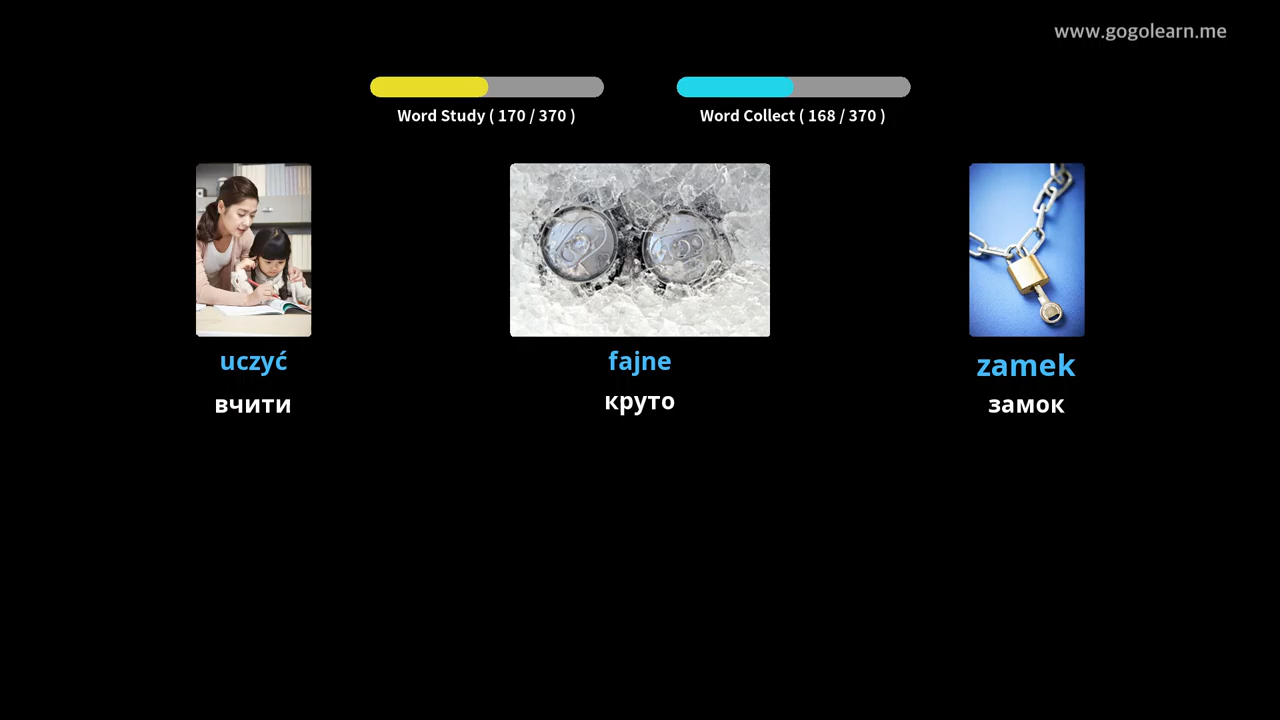 www.gogolearn.me
Word Study ( 170 / 370 )
Word Collect ( 168 / 370 )
uczyć
fajne
zamek
вчити
круто
замок